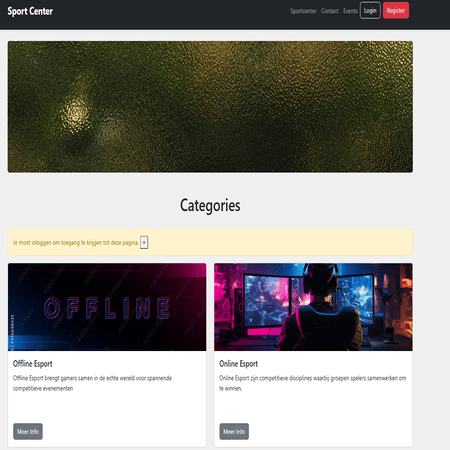 Sport Center
Sportcenter Contact Events Login Register
Categories
Je moet inloggen om toegang te krijgen tot deze pagina. ×
OFFLINE
Offline Esport
Offline Esport brengt gamers samen in de echte wereld voor spannende
competitieve evenementen
Meer Info
Online Esport
Online Esport zijn competitieve disciplines waarbij groepen spelers samenwerken om
te winnen.
Meer Info